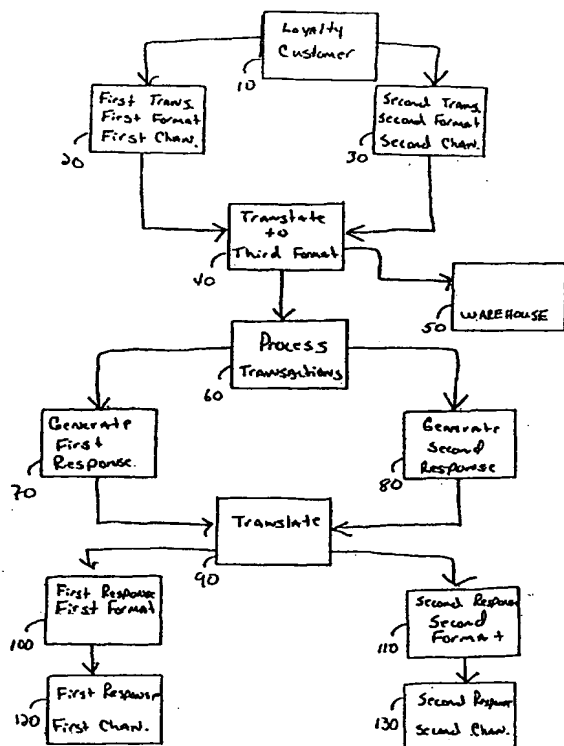 Loyalty
Customer
10
First Trans.
First Format
First Chan.
20
Second Trans.
Second Format
Second Chan.
30
Translate
to
Third Format
40
WAREHOUSE
50
Process
Transactions
60
Generate
First
Response.
70
Generate
Second
Response
80
Translate
90
First Response
First Format
100
Second Response
Second
Format
110
First Response
First Chan.
120
Second Response
Second Chan.
130